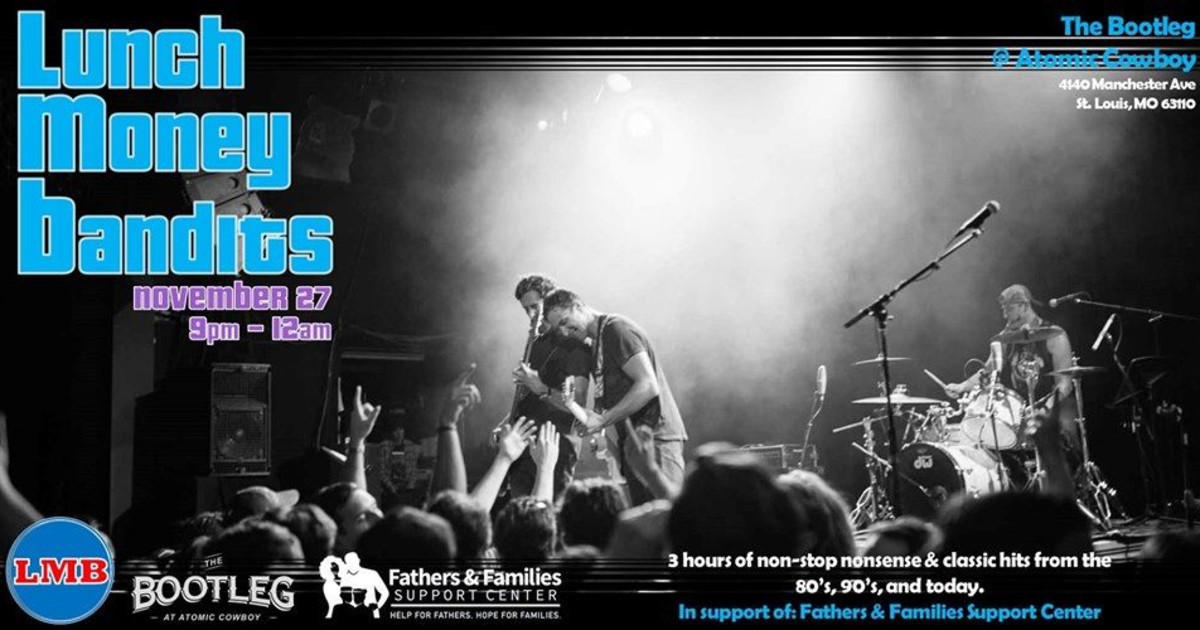 Lunch
Money
Bandits
november 27
9pm - 12am
The Bootleg
@ Atomic Cowboy
4140 Manchester Ave
St. Louis, MO 63110
dw
LMB
THE
BOOTLEG
AT ATOMIC COWBOY
Fathers & Families
SUPPORT CENTER
HELP FOR FATHERS. HOPE FOR FAMILIES.
3 hours of non-stop nonsense & classic hits from the
80's, 90's, and today.
In support of: Fathers & Families Support Center